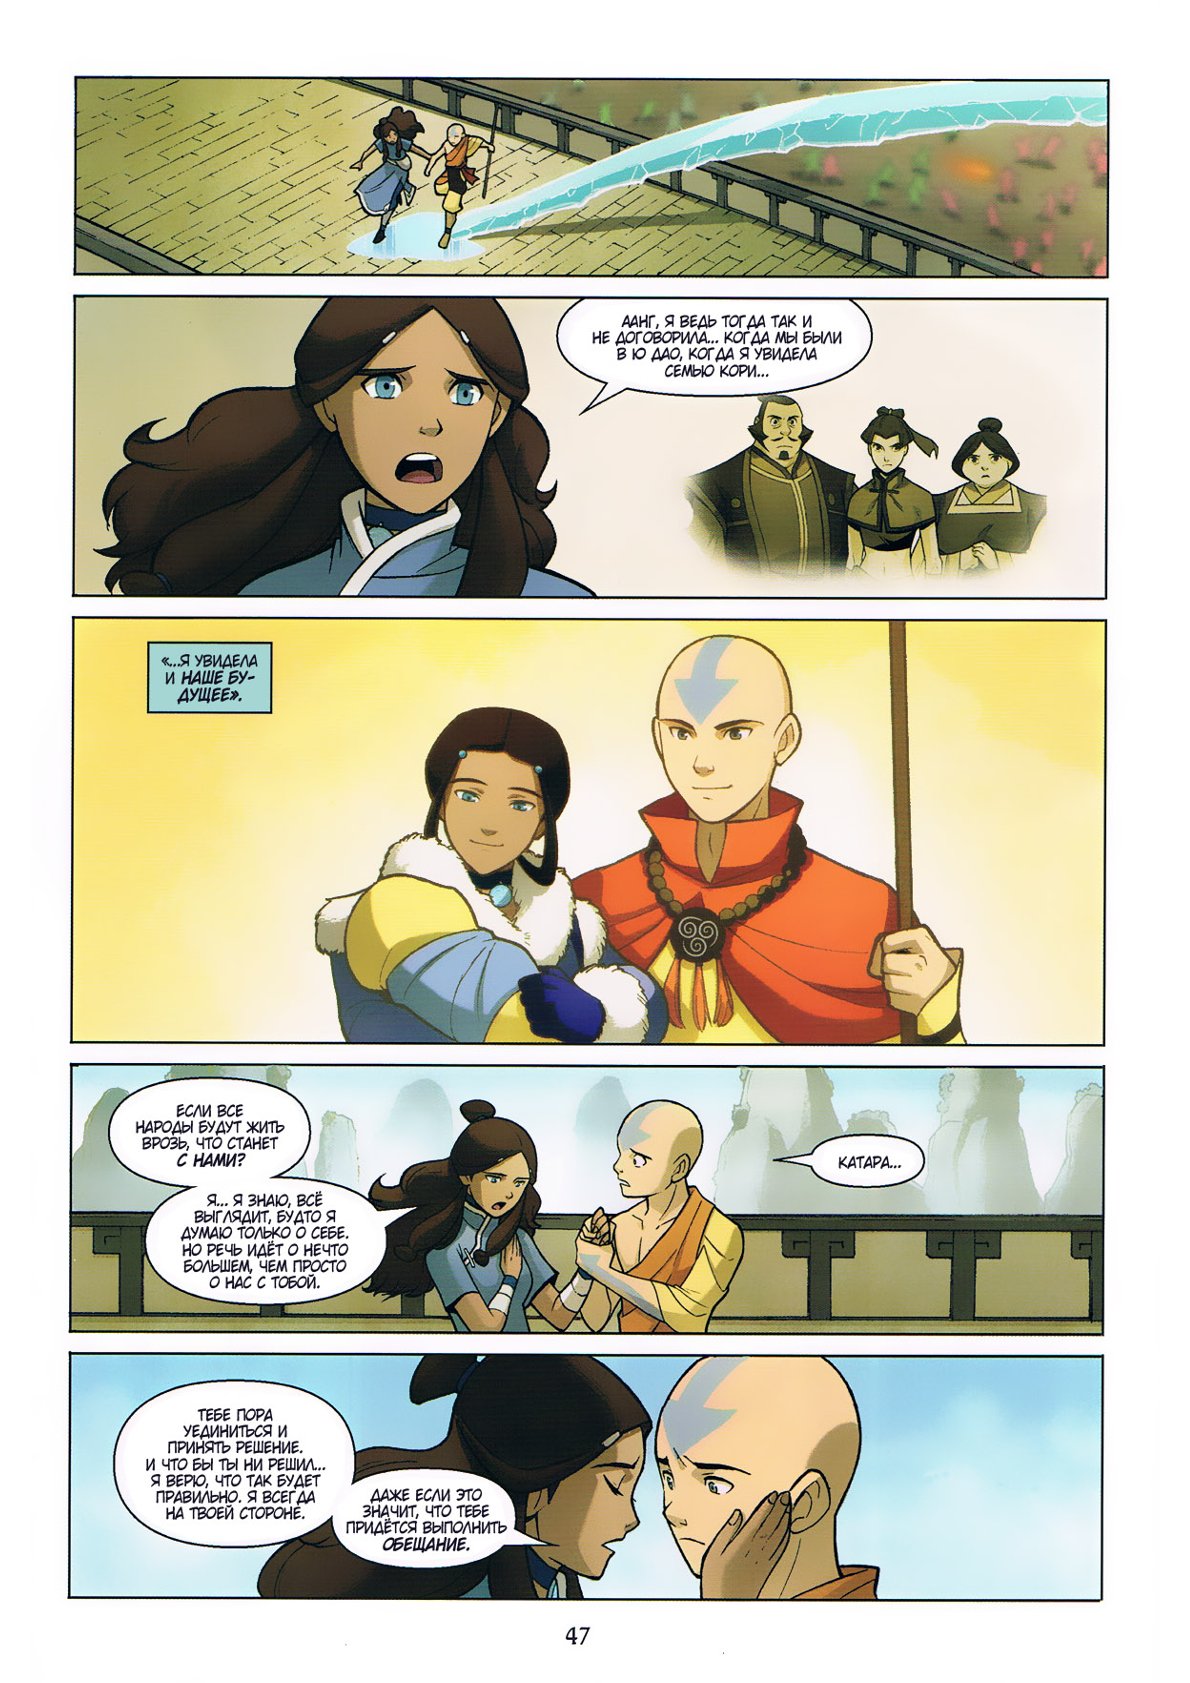 ААНГ, Я ВЕДЬ ТОГДА ТАК И
НЕ ДОГОВОРИЛА... КОГДА МЫ БЫЛИ
В Ю ДАО, КОГДА Я УВИДЕЛА
СЕМЬЮ КОРИ...
«...Я УВИДЕЛА
И НАШЕ БУ-
ДУЩЕЕ».
ЕСЛИ ВСЕ
НАРОДЫ БУДУТ ЖИТЬ
ВРОЗЬ, ЧТО СТАНЕТ
С НАМИ?
Я... Я ЗНАЮ, ВСЁ
ВЫГЛЯДИТ, БУДТО Я
ДУМАЮ ТОЛЬКО О СЕБЕ.
НО РЕЧЬ ИДЁТ О НЕЧТО
БОЛЬШЕМ, ЧЕМ ПРОСТО
О НАС С ТОБОЙ.
КАТАРА...
ТЕБЕ ПОРА
УЕДИНИТЬСЯ И
ПРИНЯТЬ РЕШЕНИЕ.
И ЧТО БЫ ТЫ НИ РЕШИЛ...
Я ВЕРЮ, ЧТО ТАК БУДЕТ
ПРАВИЛЬНО. Я ВСЕГДА
НА ТВОЕЙ СТОРОНЕ.
ДАЖЕ ЕСЛИ ЭТО
ЗНАЧИТ, ЧТО ТЕБЕ
ПРИДЁТСЯ ВЫПОЛНИТЬ
ОБЕЩАНИЕ.
47